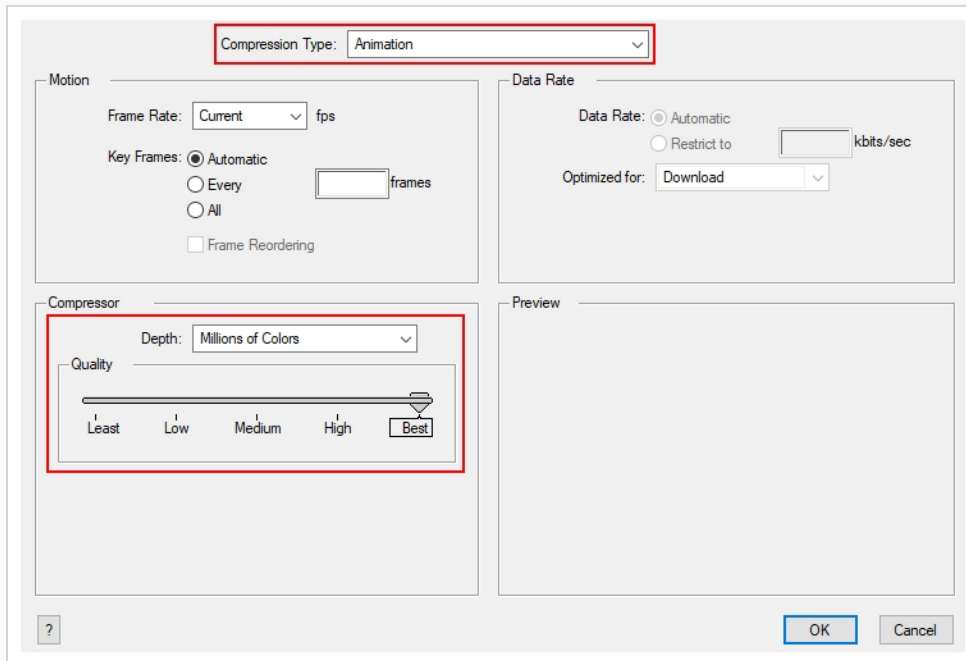 Compression Type: Animation
Motion
Frame Rate: Current fps
Key Frames: Automatic
Every frames
All
Frame Reordering
Data Rate
Data Rate: Automatic
Restrict to kbits/sec
Optimized for: Download
Compressor
Depth: Millions of Colors
Quality
Least Low Medium High Best
Preview
? OK Cancel